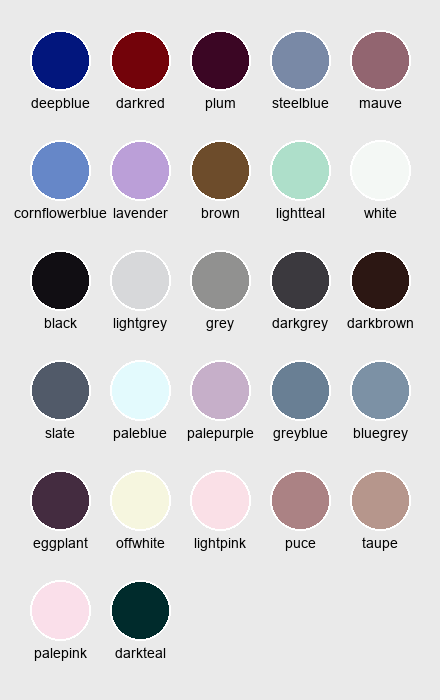 deepblue darkred plum steelblue mauve
cornflowerblue lavender brown lightteal white
black lightgrey grey darkgrey darkbrown
slate paleblue palepurple greyblue bluegrey
eggplant offwhite lightpink puce taupe
palepink darkteal